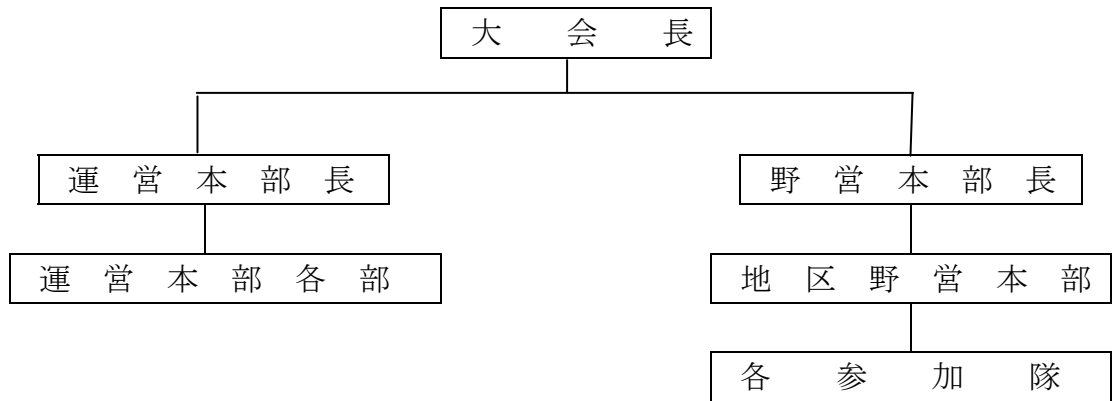 大会長
運営本部長
野営本部長
運営本部各部
地区野営本部
各参加隊